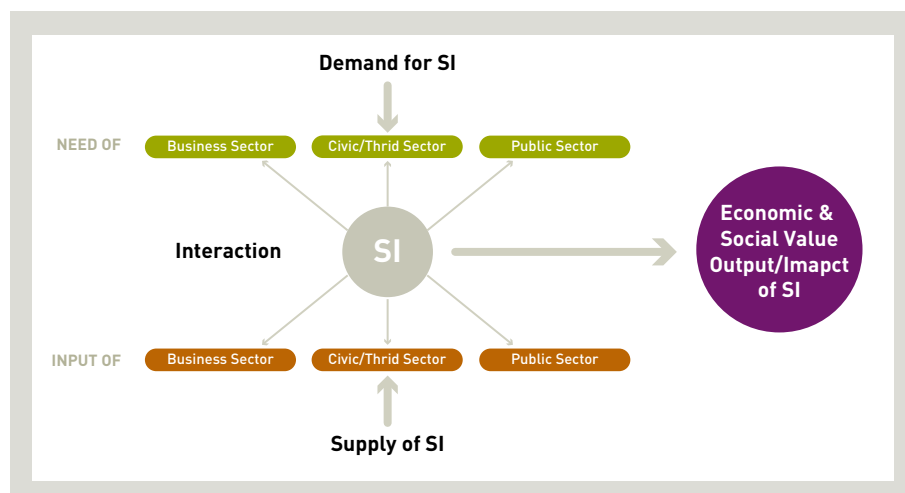 Demand for SI
NEED OF
Business Sector
Civic/Thrid Sector
Public Sector
Interaction
SI
Economic &
Social Value
Output/Imapct
of SI
INPUT OF
Business Sector
Civic/Thrid Sector
Public Sector
Supply of SI